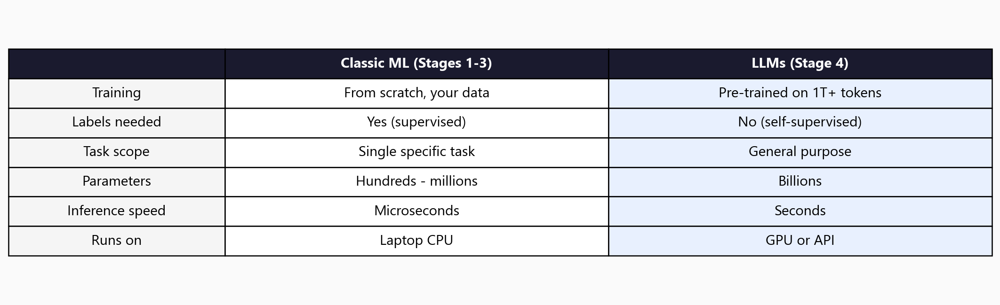 Classic ML (Stages 1-3) LLMs (Stage 4)
Training From scratch, your data Pre-trained on 1T+ tokens
Labels needed Yes (supervised) No (self-supervised)
Task scope Single specific task General purpose
Parameters Hundreds - millions Billions
Inference speed Microseconds Seconds
Runs on Laptop CPU GPU or API